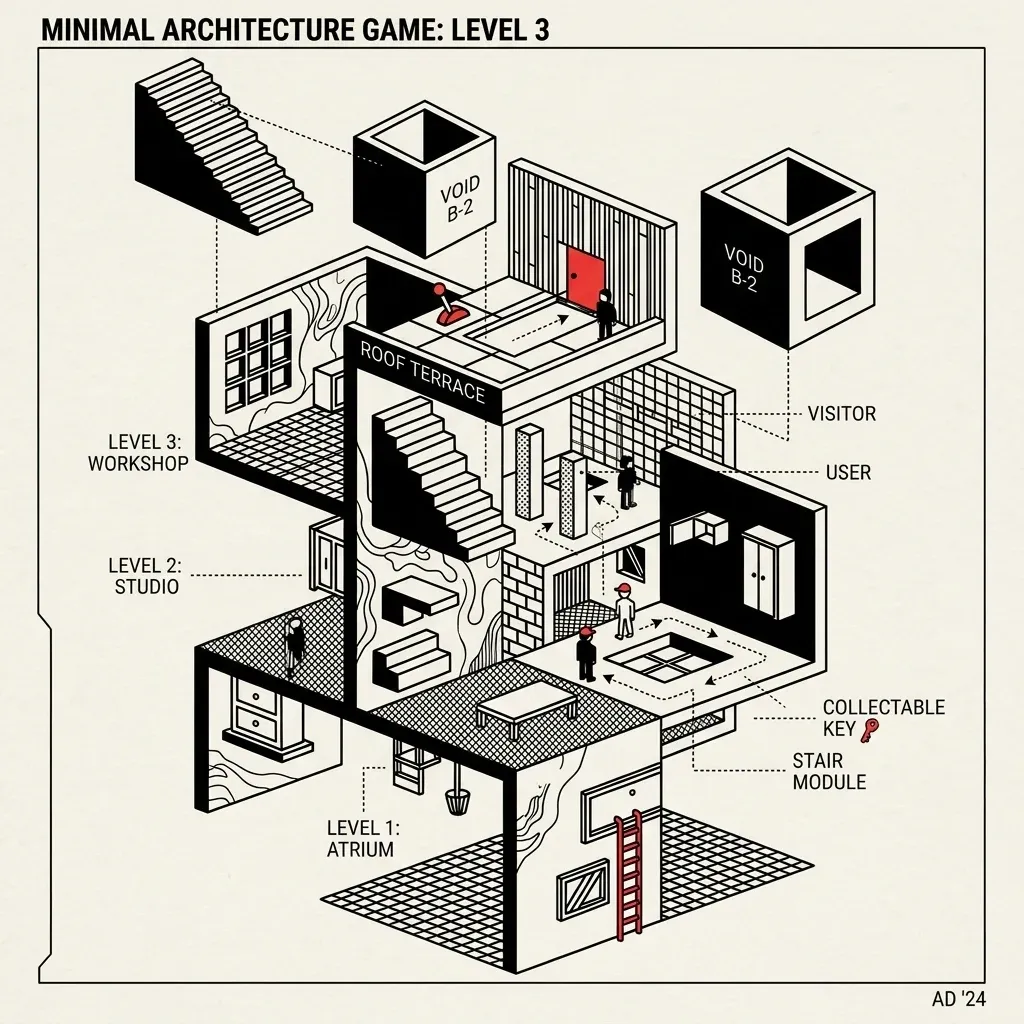 MINIMAL ARCHITECTURE GAME: LEVEL 3
VOID
B-2
VOID
B-2
ROOF TERRACE
VISITOR
LEVEL 3:
WORKSHOP
USER
LEVEL 2:
STUDIO
COLLECTABLE
KEY
STAIR
MODULE
LEVEL 1:
ATRIUM
AD '24